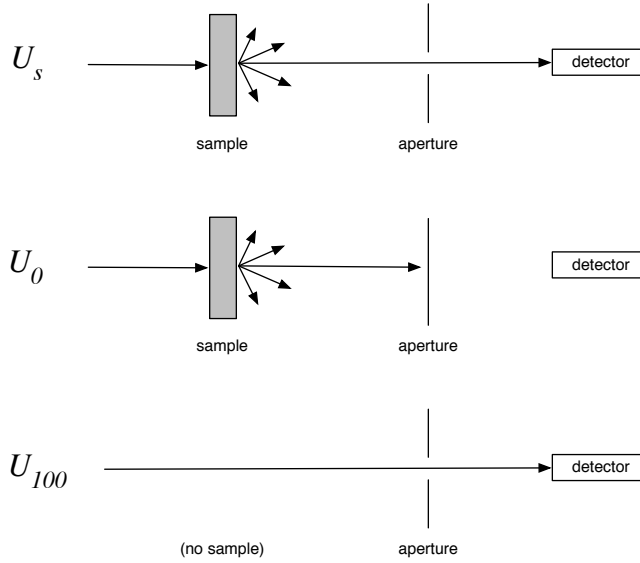 U_s
detector
sample aperture
U_0
detector
sample aperture
U_100
detector
(no sample) aperture